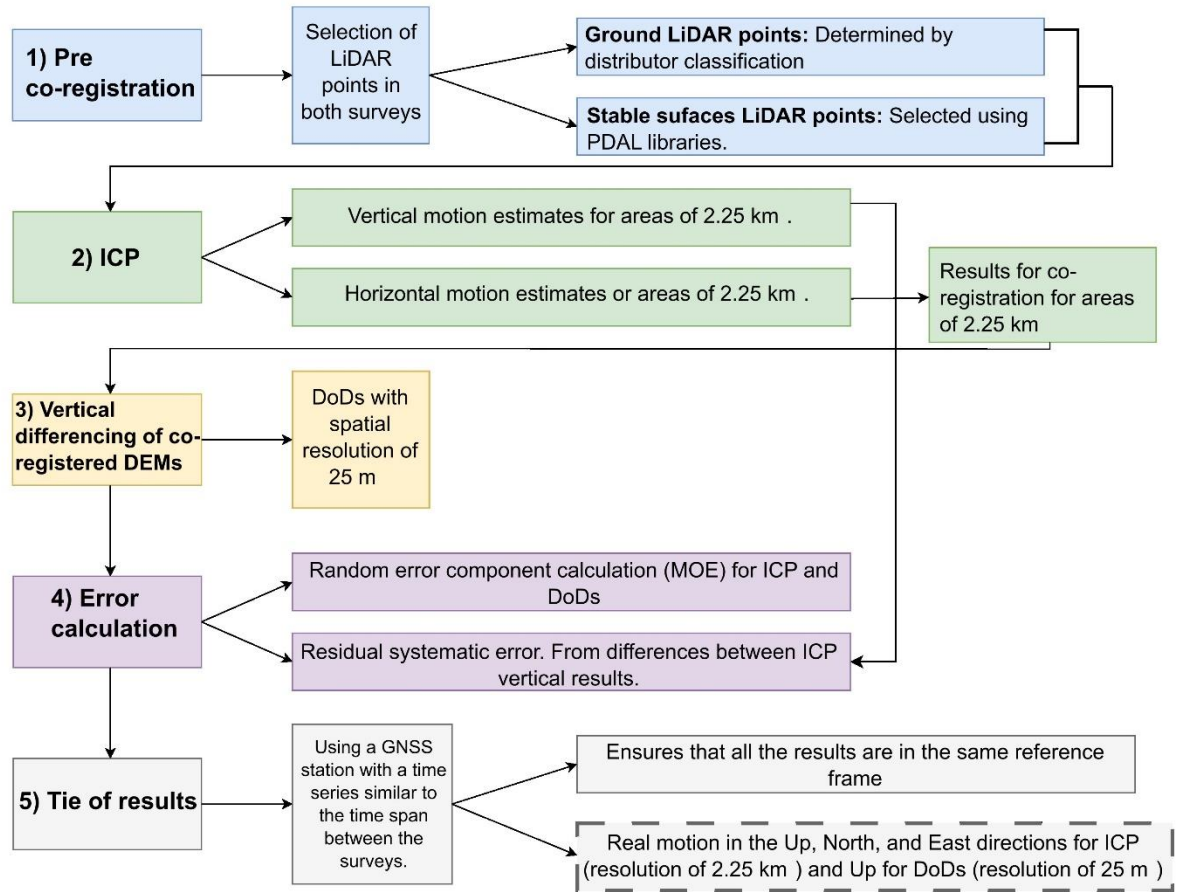 1) Pre
co-registration
Selection of
LiDAR
points in
both surveys
Ground LiDAR points: Determined by
distributor classification
Stable sufaces LiDAR points: Selected using
PDAL libraries.
2) ICP
Vertical motion estimates for areas of 2.25 km .
Horizontal motion estimates or areas of 2.25 km .
Results for co-
registration for areas
of 2.25 km
3) Vertical
differencing of co-
registered DEMs
DoDs with
spatial
resolution of
25 m
4) Error
calculation
Random error component calculation (MOE) for ICP and
DoDs
Residual systematic error. From differences between ICP
vertical results.
5) Tie of results
Using a GNSS
station with a time
series similar to
the time span
between the
surveys.
Ensures that all the results are in the same reference
frame
Real motion in the Up, North, and East directions for ICP
(resolution of 2.25 km ) and Up for DoDs (resolution of 25 m )